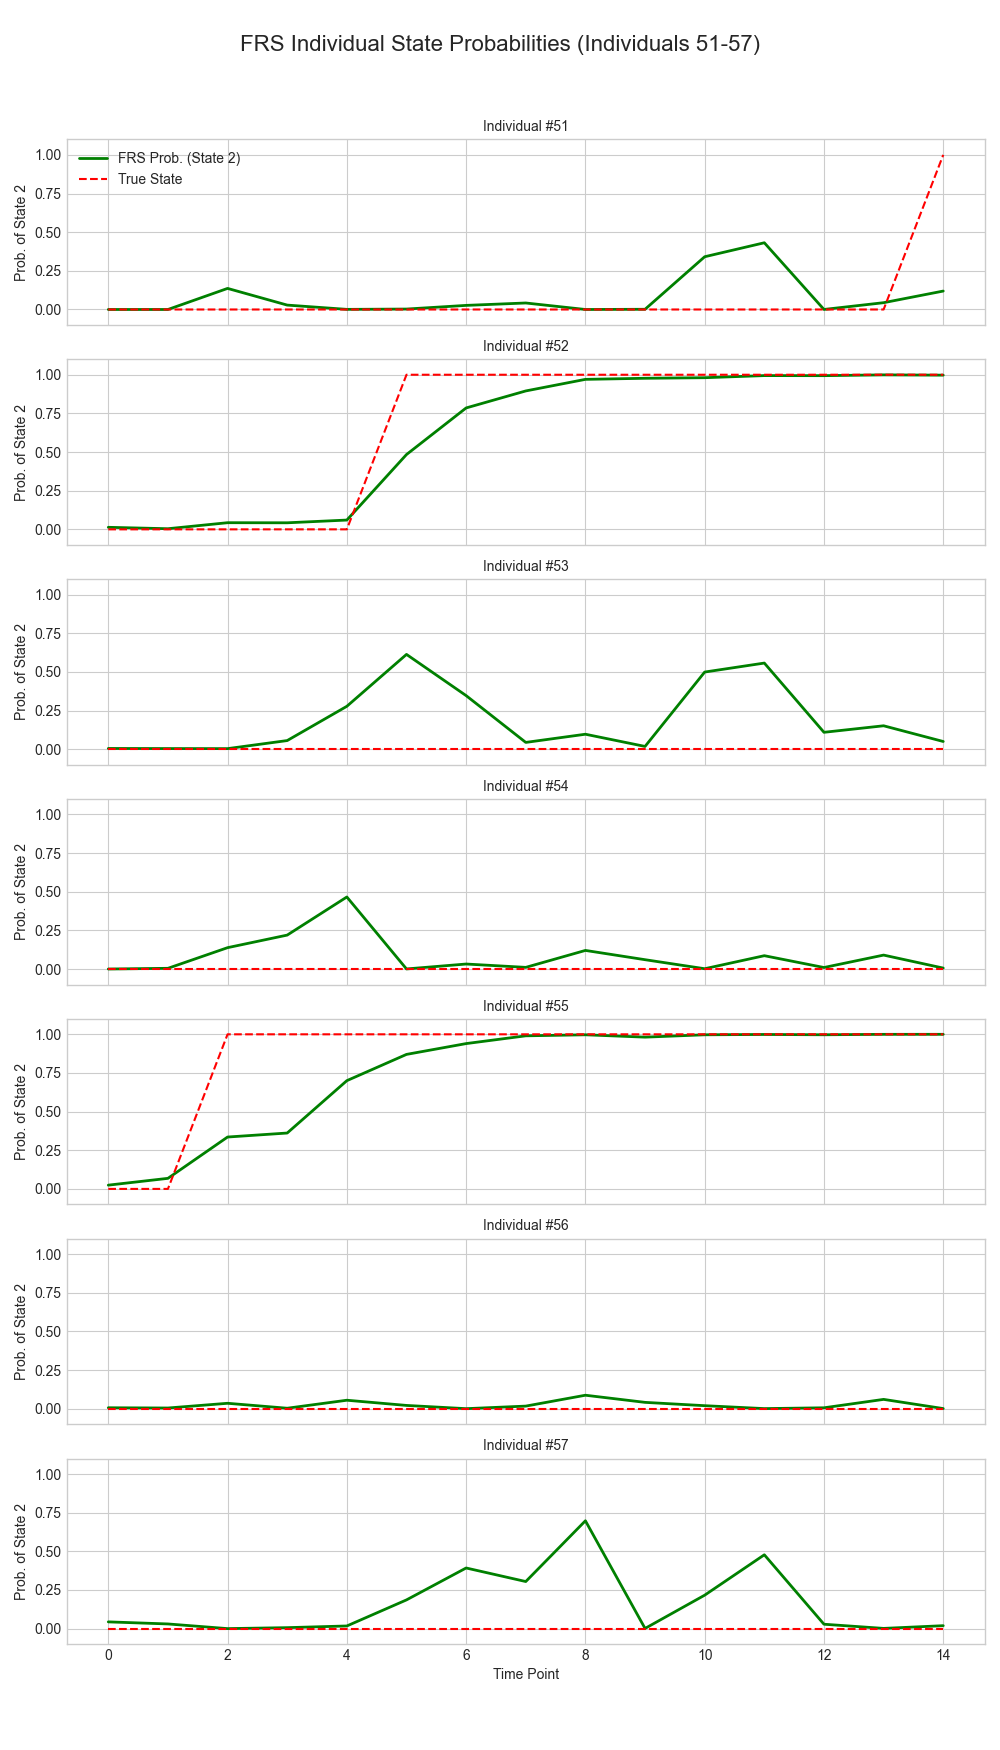 FRS Individual State Probabilities (Individuals 51-57)
Individual #51
FRS Prob. (State 2)
True State
Prob. of State 2
1.00
0.75
0.50
0.25
0.00
Individual #52
Prob. of State 2
1.00
0.75
0.50
0.25
0.00
Individual #53
Prob. of State 2
1.00
0.75
0.50
0.25
0.00
Individual #54
Prob. of State 2
1.00
0.75
0.50
0.25
0.00
Individual #55
Prob. of State 2
1.00
0.75
0.50
0.25
0.00
Individual #56
Prob. of State 2
1.00
0.75
0.50
0.25
0.00
Individual #57
Prob. of State 2
1.00
0.75
0.50
0.25
0.00
0 2 4 6 8 10 12 14
Time Point